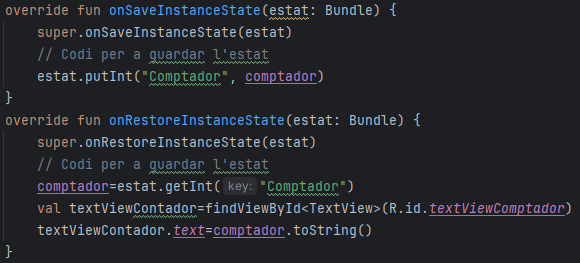 override fun onSaveInstanceState(estat: Bundle) {
    super.onSaveInstanceState(estat)
    // Codi per a guardar l'estat
    estat.putInt("Comptador", comptador)
}
override fun onRestoreInstanceState(estat: Bundle) {
    super.onRestoreInstanceState(estat)
    // Codi per a guardar l'estat
    comptador=estat.getInt( key: "Comptador")
    val textViewContador=findViewById<TextView>(R.id.textViewComptador)
    textViewContador.text=comptador.toString()
}